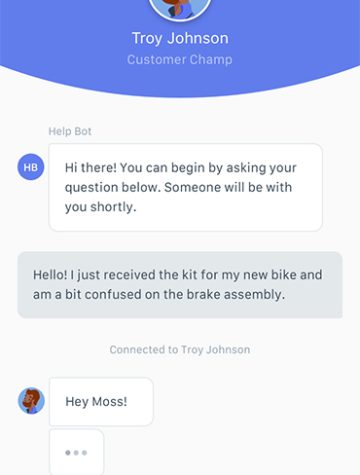 Troy Johnson
Customer Champ
Help Bot
HB
Hi there! You can begin by asking your
question below. Someone will be with
you shortly.
Hello! I just received the kit for my new bike and
am a bit confused on the brake assembly.
Connected to Troy Johnson
Hey Moss!